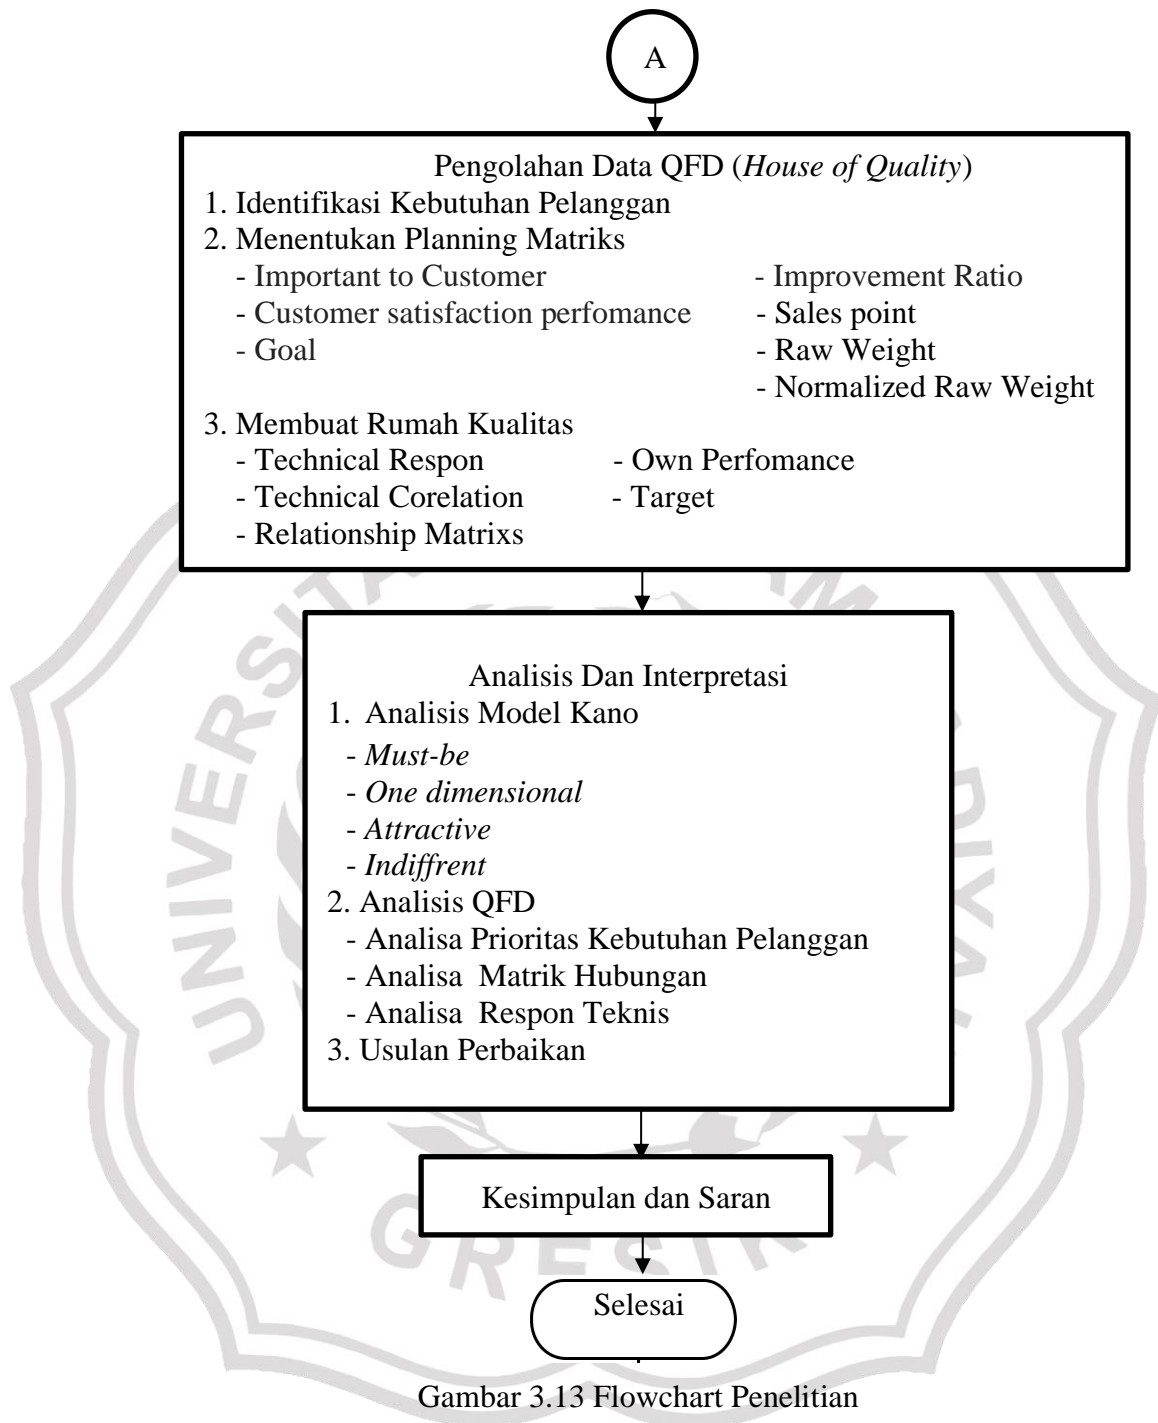 A
Pengolahan Data QFD (House of Quality)
1. Identifikasi Kebutuhan Pelanggan
2. Menentukan Planning Matriks
- Important to Customer - Improvement Ratio
- Customer satisfaction perfomance - Sales point
- Goal - Raw Weight
- Normalized Raw Weight
3. Membuat Rumah Kualitas
- Technical Respon - Own Perfomance
- Technical Corelation - Target
- Relationship Matrixs
Analisis Dan Interpretasi
1. Analisis Model Kano
- Must-be
- One dimensional
- Attractive
- Indiffrent
2. Analisis QFD
- Analisa Prioritas Kebutuhan Pelanggan
- Analisa Matrik Hubungan
- Analisa Respon Teknis
3. Usulan Perbaikan
Kesimpulan dan Saran
GRESIK
Selesai
Gambar 3.13 Flowchart Penelitian